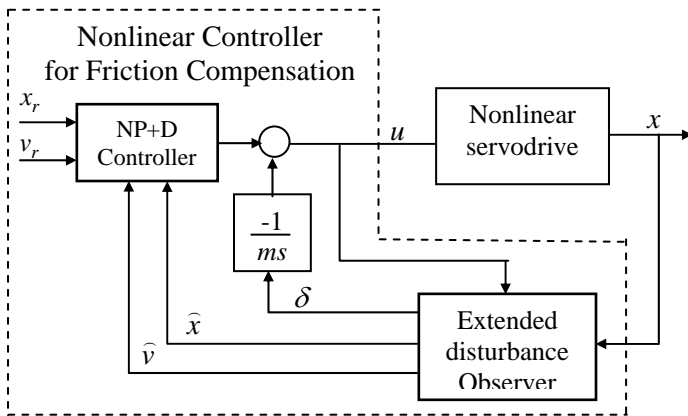 Nonlinear Controller
for Friction Compensation
x_r
v_r
NP+D
Controller
u
Nonlinear
servodrive
x
-1
ms
δ
x̂
v̂
Extended
disturbance
Observer